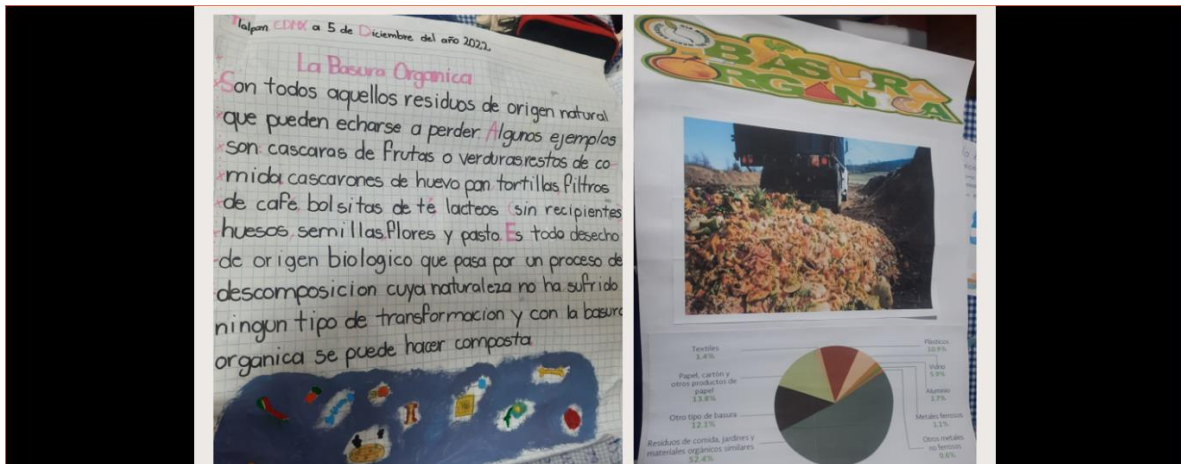 Tlalpan CDMX a 5 de Diciembre del año 2022.
La Basura Organica
Son todos aquellos residuos de origen natural
que pueden echarse a perder. Algunos ejemplos
son cascaras de frutas o verduras restos de co
mida cascarones de huevo pan tortillas filtros
de café bolsitas de té lacteos (sin recipientes
huesos semillas flores y pasto. Es todo desecho
de origen biologico que pasa por un proceso de
descomposicion cuya naturaleza no ha sufrido
ningun tipo de transformacion y con la basura
organica se puede hacer composta
BASURA
ORGANICA
Textiles
1.4%
Papel, cartón y
otros productos de
papel
13.8%
Otro tipo de basura
12.1%
Residuos de comida, jardines y
materiales orgánicos similares
52.4%
Plásticos
10.9%
Vidrio
5.9%
Aluminio
1.7%
Metales ferrosos
1.1%
Otros metales
no ferrosos
0.6%